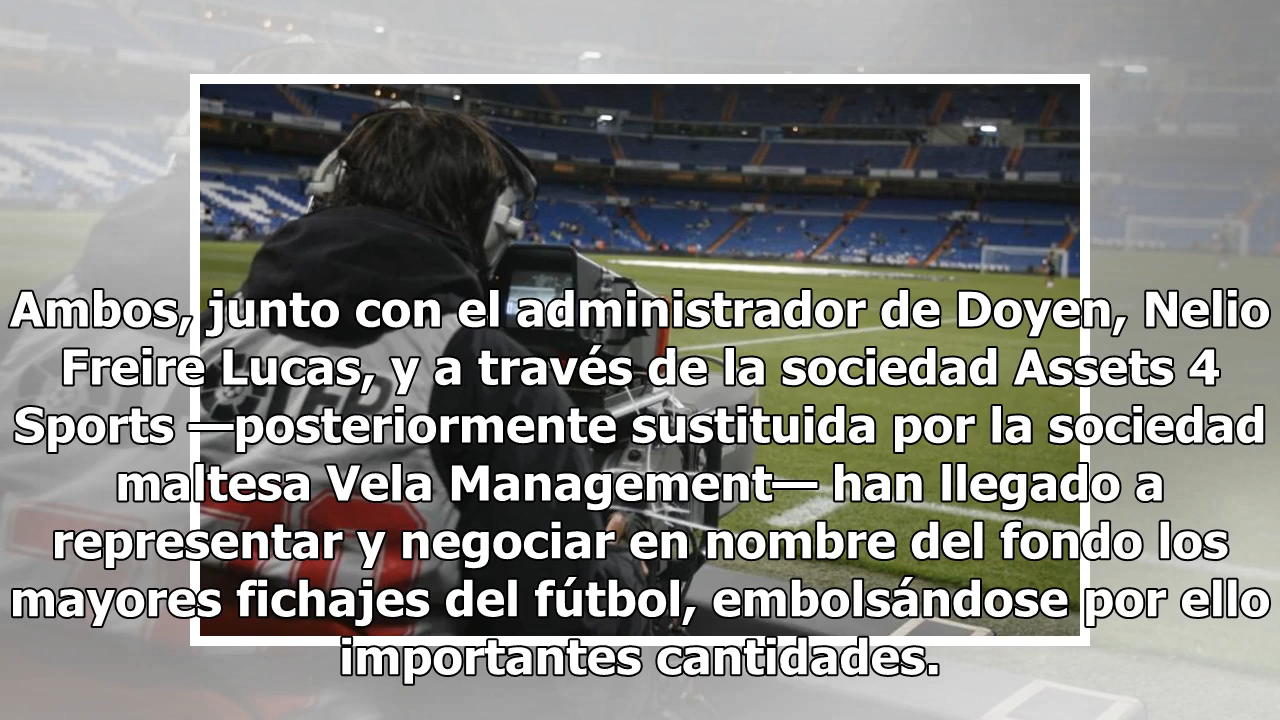 Ambos, junto con el administrador de Doyen, Nelio
Freire Lucas, y a través de la sociedad Assets 4
Sports —posteriormente sustituida por la sociedad
maltesa Vela Management— han llegado a
representar y negociar en nombre del fondo los
mayores fichajes del fútbol, embolsándose por ello
importantes cantidades.